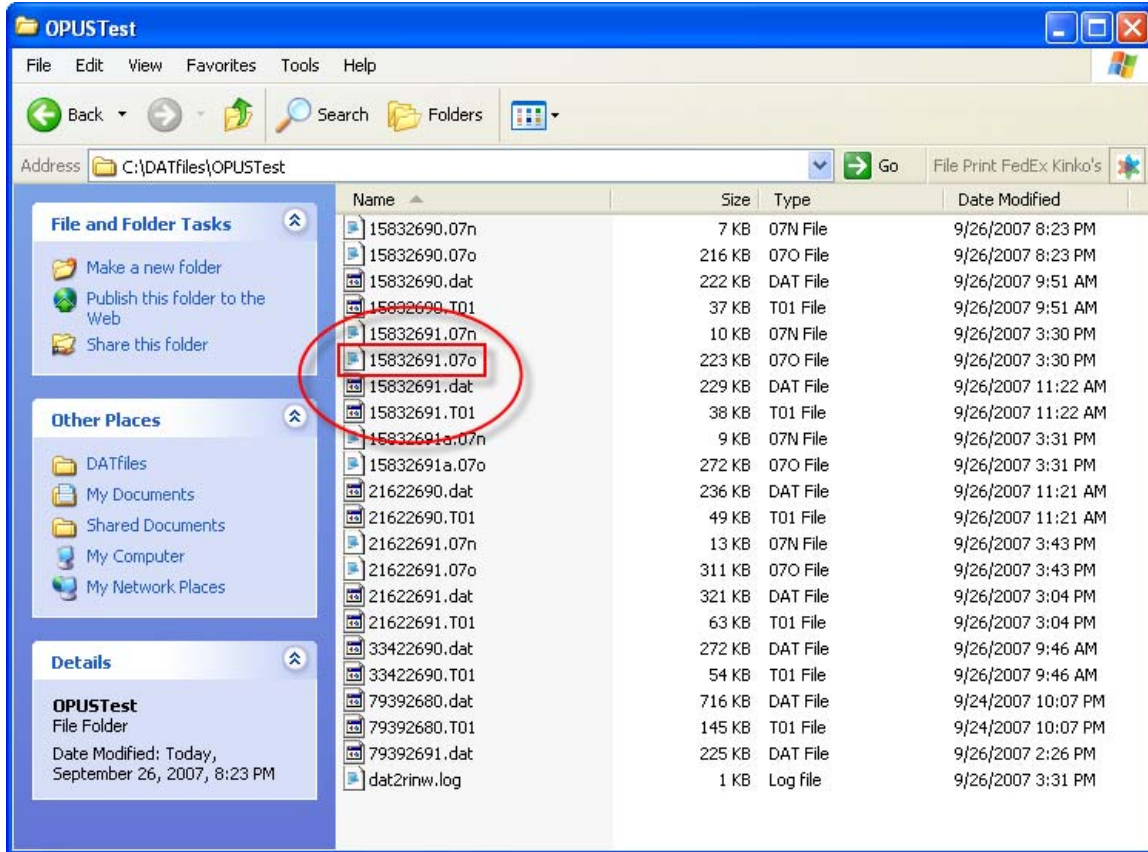 OPUSTest
File Edit View Favorites Tools Help
Back Search Folders
Address C:\DATfiles\OPUSTest Go File Print FedEx Kinko's
File and Folder Tasks
Make a new folder
Publish this folder to the
Web
Share this folder
Other Places
DATfiles
My Documents
Shared Documents
My Computer
My Network Places
Details
OPUSTest
File Folder
Date Modified: Today,
September 26, 2007, 8:23 PM
Name Size Type Date Modified
15832690.07n 7 KB 07N File 9/26/2007 8:23 PM
15832690.07o 216 KB 07O File 9/26/2007 8:23 PM
15832690.dat 222 KB DAT File 9/26/2007 9:51 AM
15832690.T01 37 KB T01 File 9/26/2007 9:51 AM
15832691.07n 10 KB 07N File 9/26/2007 3:30 PM
15832691.07o 223 KB 07O File 9/26/2007 3:30 PM
15832691.dat 229 KB DAT File 9/26/2007 11:22 AM
15832691.T01 38 KB T01 File 9/26/2007 11:22 AM
15832691a.07n 9 KB 07N File 9/26/2007 3:31 PM
15832691a.07o 272 KB 07O File 9/26/2007 3:31 PM
21622690.dat 236 KB DAT File 9/26/2007 11:21 AM
21622690.T01 49 KB T01 File 9/26/2007 11:21 AM
21622691.07n 13 KB 07N File 9/26/2007 3:43 PM
21622691.07o 311 KB 07O File 9/26/2007 3:43 PM
21622691.dat 321 KB DAT File 9/26/2007 3:04 PM
21622691.T01 63 KB T01 File 9/26/2007 3:04 PM
33422690.dat 272 KB DAT File 9/26/2007 9:46 AM
33422690.T01 54 KB T01 File 9/26/2007 9:46 AM
79392680.dat 716 KB DAT File 9/24/2007 10:07 PM
79392680.T01 145 KB T01 File 9/24/2007 10:07 PM
79392691.dat 225 KB DAT File 9/26/2007 2:26 PM
dat2rinw.log 1 KB Log file 9/26/2007 3:31 PM